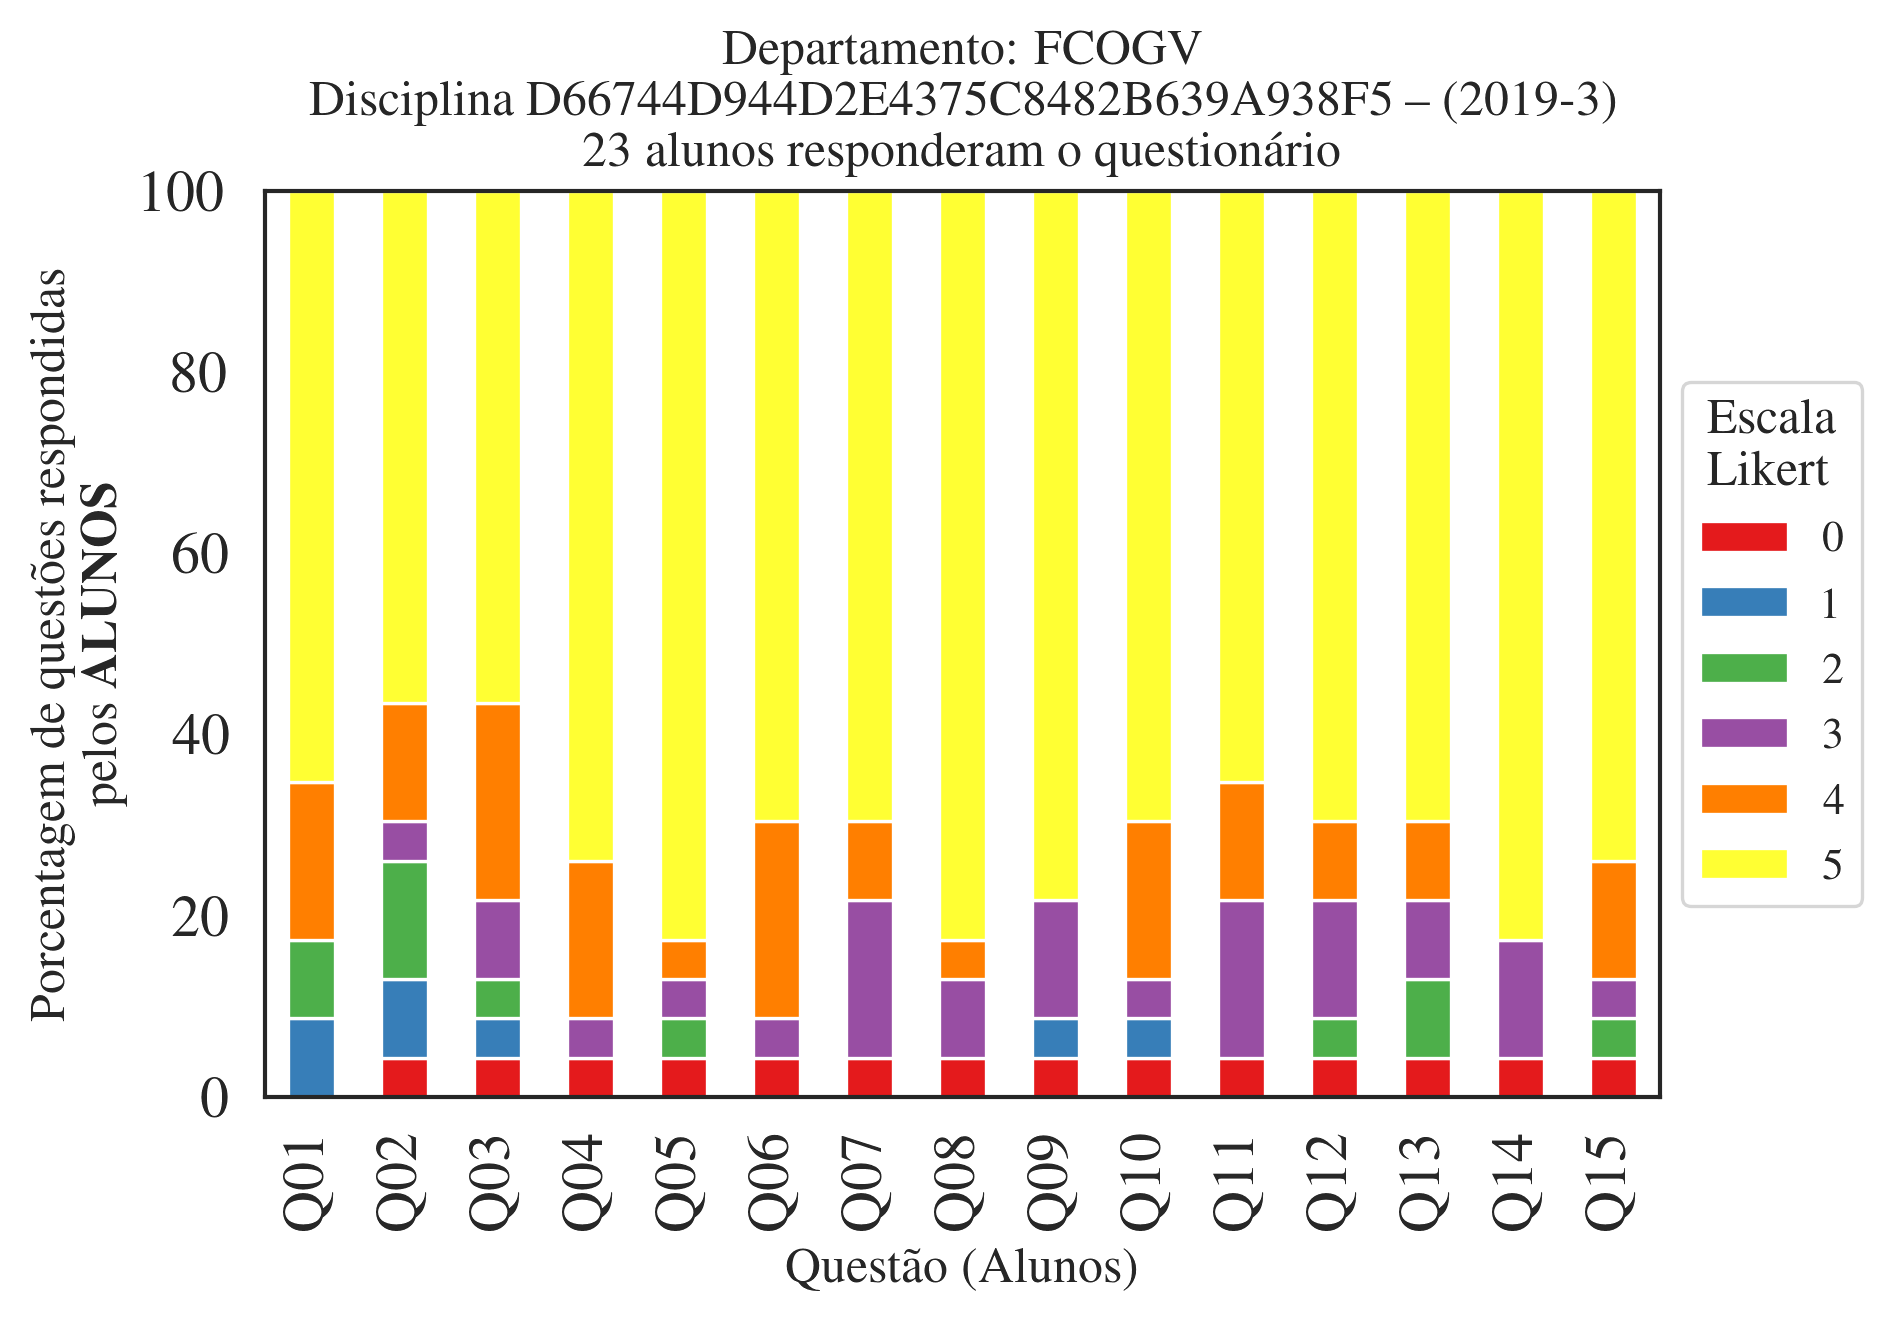 Departamento: FCOGV
Disciplina D66744D944D2E4375C8482B639A938F5 – (2019-3)
23 alunos responderam o questionário
Porcentagem de questões respondidas
pelos ALUNOS
100
80
60
40
20
0
Q01
Q02
Q03
Q04
Q05
Q06
Q07
Q08
Q09
Q10
Q11
Q12
Q13
Q14
Q15
Questão (Alunos)
Escala
Likert
0
1
2
3
4
5